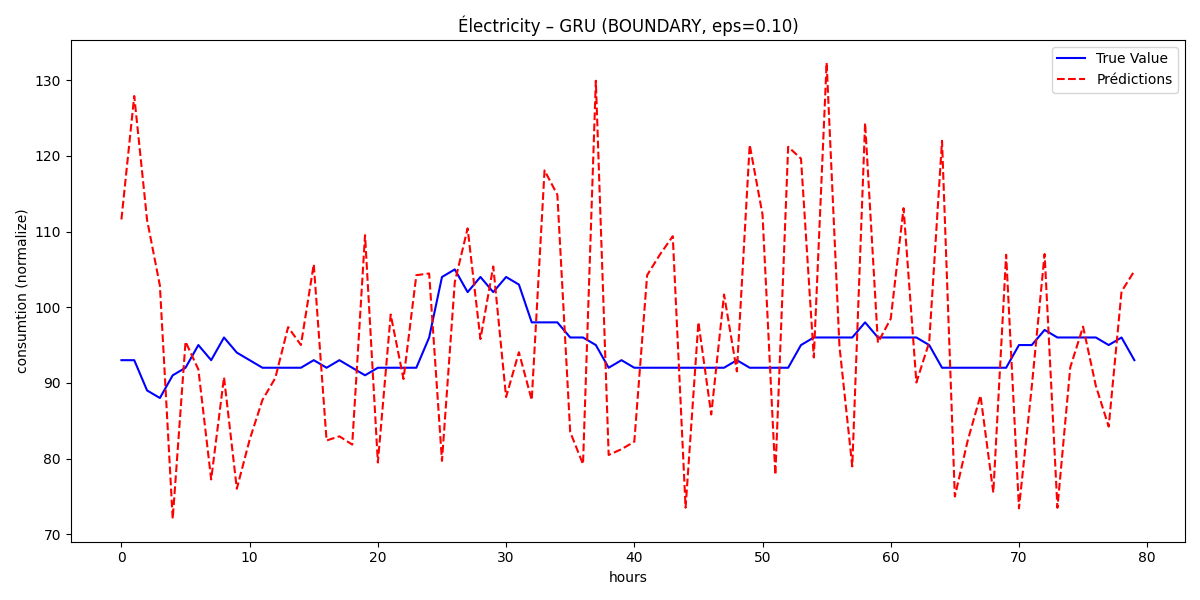 Électricity – GRU (BOUNDARY, eps=0.10)
True Value
Prédictions
consumtion (normalize)
130
120
110
100
90
80
70
0 10 20 30 40 50 60 70 80
hours